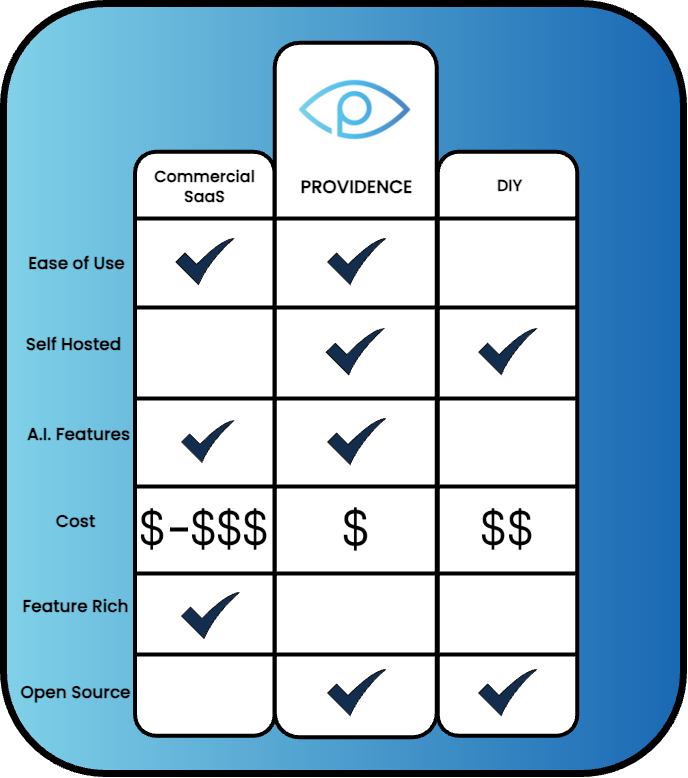 Commercial
SaaS
PROVIDENCE
DIY
Ease of Use
Self Hosted
A.I. Features
Cost
$-$$$
$
$$
Feature Rich
Open Source